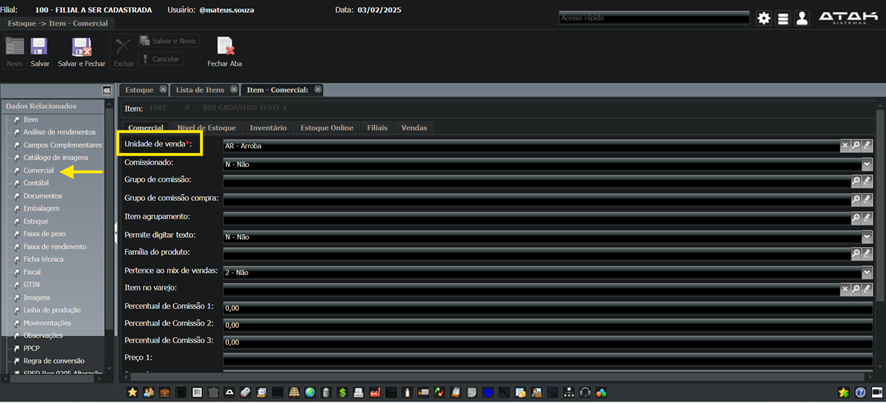 Filial: 100 - FILIAL A SER CADASTRADA Usuário: @mateus.souza Data: 03/02/2025
Estoque -> Item - Comercial
Acesso rápido
ATAK
SISTEMAS
Novo Salvar Salvar e Fechar Excluir Salvar e Novo Cancelar Fechar Aba
Estoque Lista de Itens Item - Comercial:
Dados Relacionados
Item
Análise de rendimentos
Campos Complementares
Catálogo de imagens
Comercial
Contábil
Documentos
Embalagem
Estoque
Faixa de peso
Faixa de rendimento
Ficha técnica
Fiscal
GTIN
Imagens
Linha de produção
Movimentações
Observações
PPCP
Regra de conversão
SPED Reg 0205 Alteração
Item: 1001 .0 - BOI CADASTRO TESTE 1
Comercial Nível de Estoque Inventário Estoque Online Filiais Vendas
Unidade de venda*: AR - Arroba
Comissionado: N - Não
Grupo de comissão:
Grupo de comissão compra:
Item agrupamento:
Permite digitar texto: N - Não
Família do produto:
Pertence ao mix de vendas: 2 - Não
Item no varejo:
Percentual de Comissão 1: 0,00
Percentual de Comissão 2: 0,00
Percentual de Comissão 3: 0,00
Preço 1: